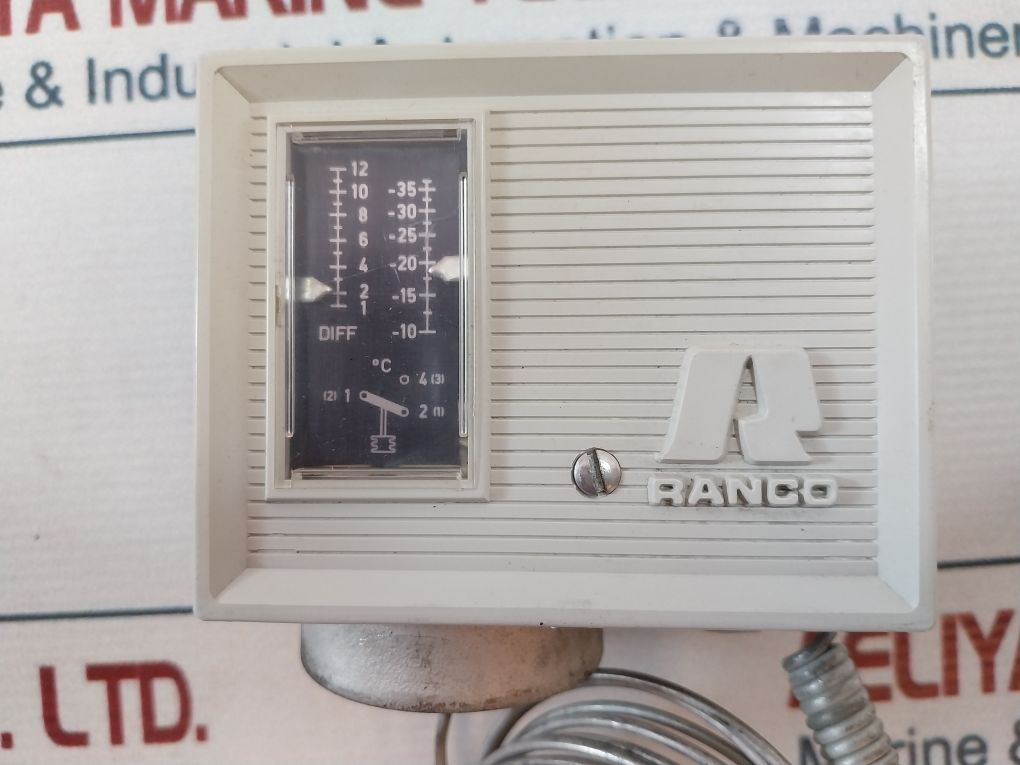 & Indu
& Machiner
12
10
8
6
4
2
1
DIFF
-35
-30
-25
-20
-15
-10
°C
4 (3)
(2) 1
2 (1)
RANCO
. LTD.